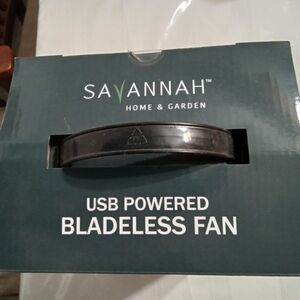 SAVANNAH™
HOME & GARDEN
USB POWERED
BLADELESS FAN